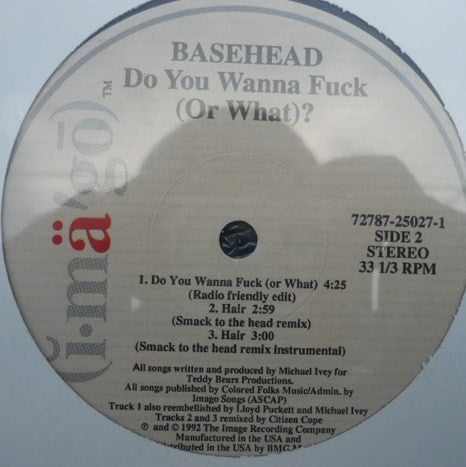 BASEHEAD
Do You Wanna Fuck
(Or What)?
(i·mä′gō) ™
72787-25027-1
SIDE 2
STEREO
33 1/3 RPM
1. Do You Wanna Fuck (or What) 4:25
(Radio friendly edit)
2. Hair 2:59
(Smack to the head remix)
3. Hair 3:00
(Smack to the head remix instrumental)
All songs written and produced by Michael Ivey for
Teddy Bears Productions.
All songs published by Colored Folks Music/Admin. by
Imago Songs (ASCAP)
Track 1 also reembellished by Lloyd Puckett and Michael Ivey
Tracks 2 and 3 remixed by Citizen Cope
℗ and © 1992 The Image Recording Company
Manufactured in the USA and
in the USA by BMG